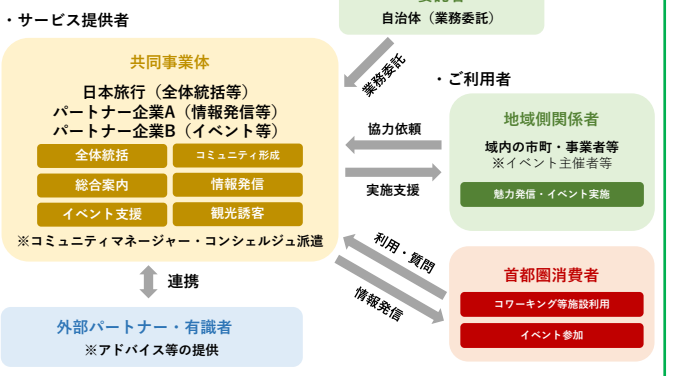 ・サービス提供者
自治体（業務委託）
共同事業体
日本旅行（全体統括等）
パートナー企業A（情報発信等）
パートナー企業B（イベント等）
全体統括
コミュニティ形成
総合案内
情報発信
イベント支援
観光誘客
※コミュニティマネージャー・コンシェルジュ派遣
業務委託
・ご利用者
協力依頼
実施支援
地域側関係者
域内の市町・事業者等
※イベント主催者等
魅力発信・イベント実施
利用・質問
情報発信
首都圏消費者
コワーキング等施設利用
イベント参加
連携
外部パートナー・有識者
※アドバイス等の提供